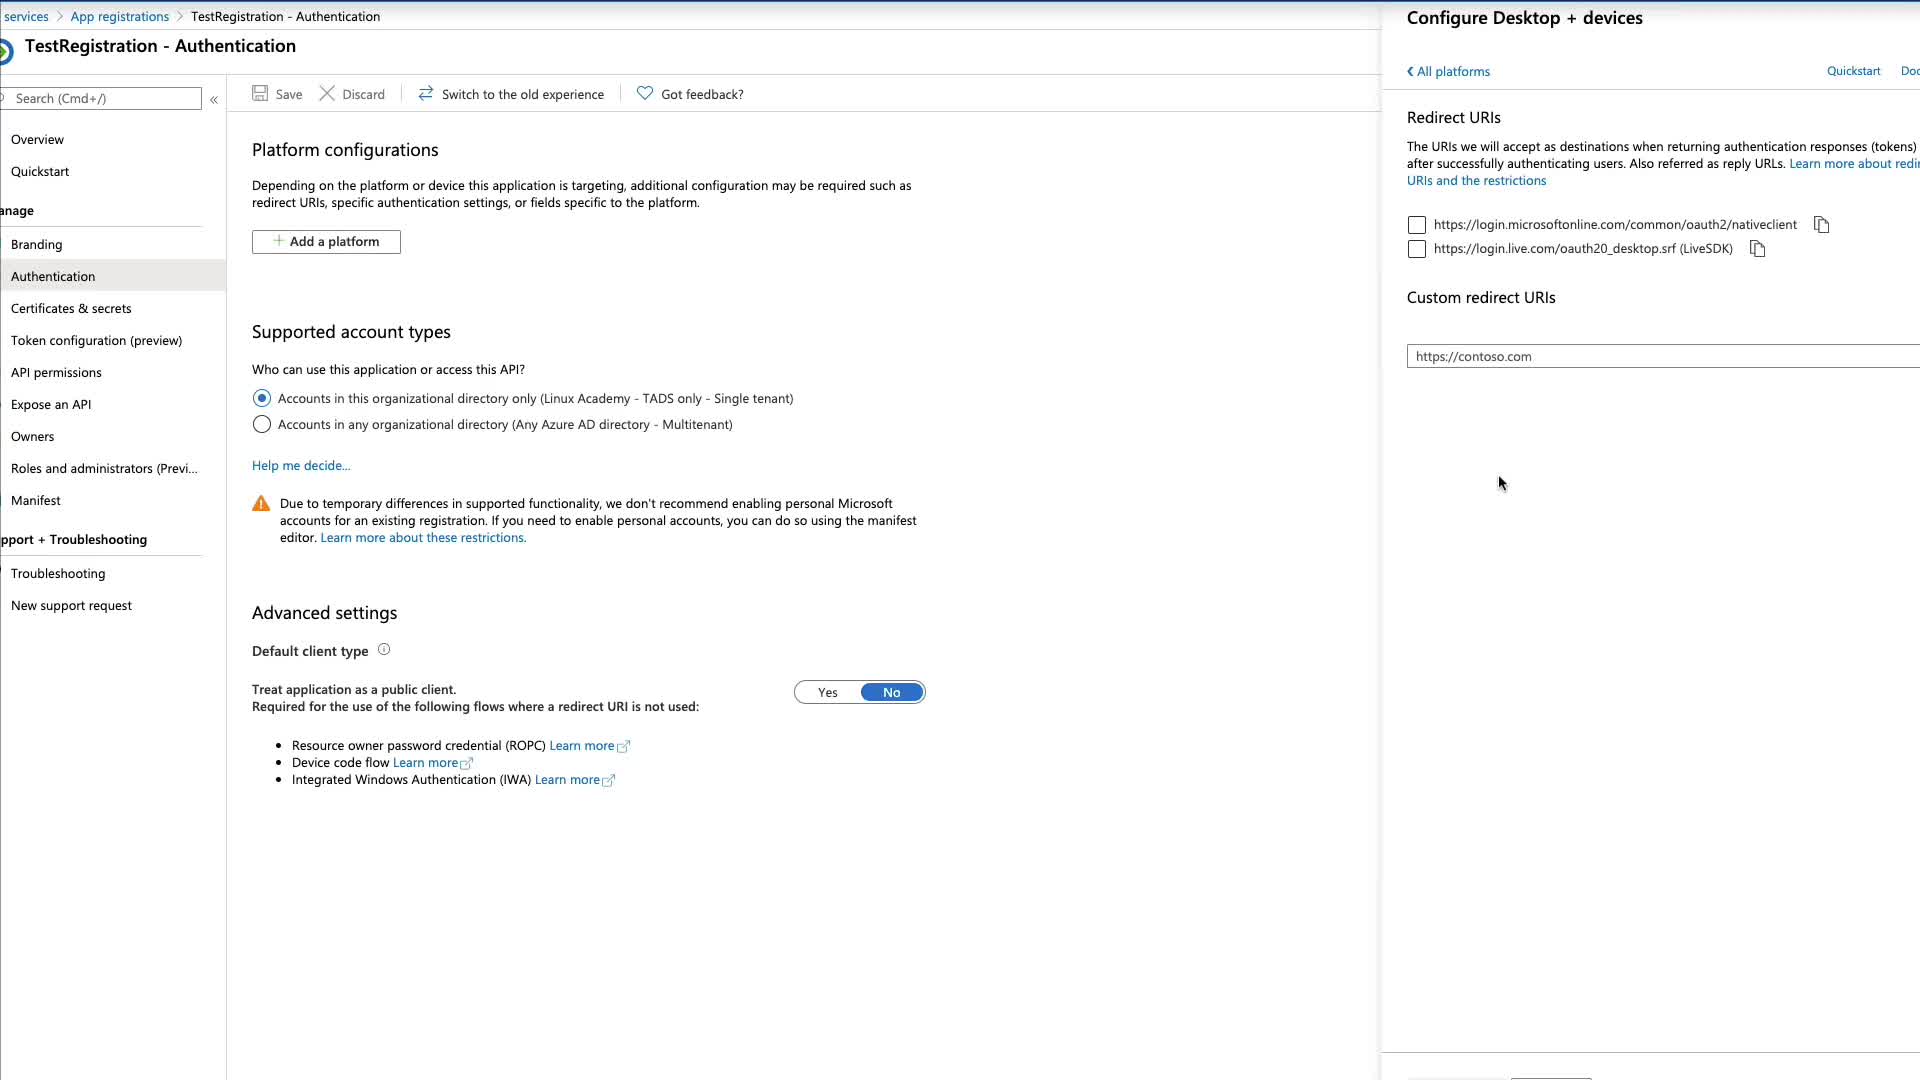 services > App registrations > TestRegistration - Authentication
TestRegistration - Authentication
Search (Cmd+/)
«
Overview
Quickstart
anage
Branding
Authentication
Certificates & secrets
Token configuration (preview)
API permissions
Expose an API
Owners
Roles and administrators (Previ...
Manifest
pport + Troubleshooting
Troubleshooting
New support request
Save
Discard
Switch to the old experience
Got feedback?
Platform configurations
Depending on the platform or device this application is targeting, additional configuration may be required such as
redirect URIs, specific authentication settings, or fields specific to the platform.
+ Add a platform
Supported account types
Who can use this application or access this API?
Accounts in this organizational directory only (Linux Academy - TADS only - Single tenant)
Accounts in any organizational directory (Any Azure AD directory - Multitenant)
Help me decide...
Due to temporary differences in supported functionality, we don't recommend enabling personal Microsoft
accounts for an existing registration. If you need to enable personal accounts, you can do so using the manifest
editor. Learn more about these restrictions.
Advanced settings
Default client type
Treat application as a public client.
Required for the use of the following flows where a redirect URI is not used:
Yes
No
• Resource owner password credential (ROPC) Learn more
• Device code flow Learn more
• Integrated Windows Authentication (IWA) Learn more
Configure Desktop + devices
All platforms
Quickstart
Doc
Redirect URIs
The URIs we will accept as destinations when returning authentication responses (tokens)
after successfully authenticating users. Also referred as reply URLs. Learn more about redir
URIs and the restrictions
https://login.microsoftonline.com/common/oauth2/nativeclient
https://login.live.com/oauth20_desktop.srf (LiveSDK)
Custom redirect URIs
https://contoso.com